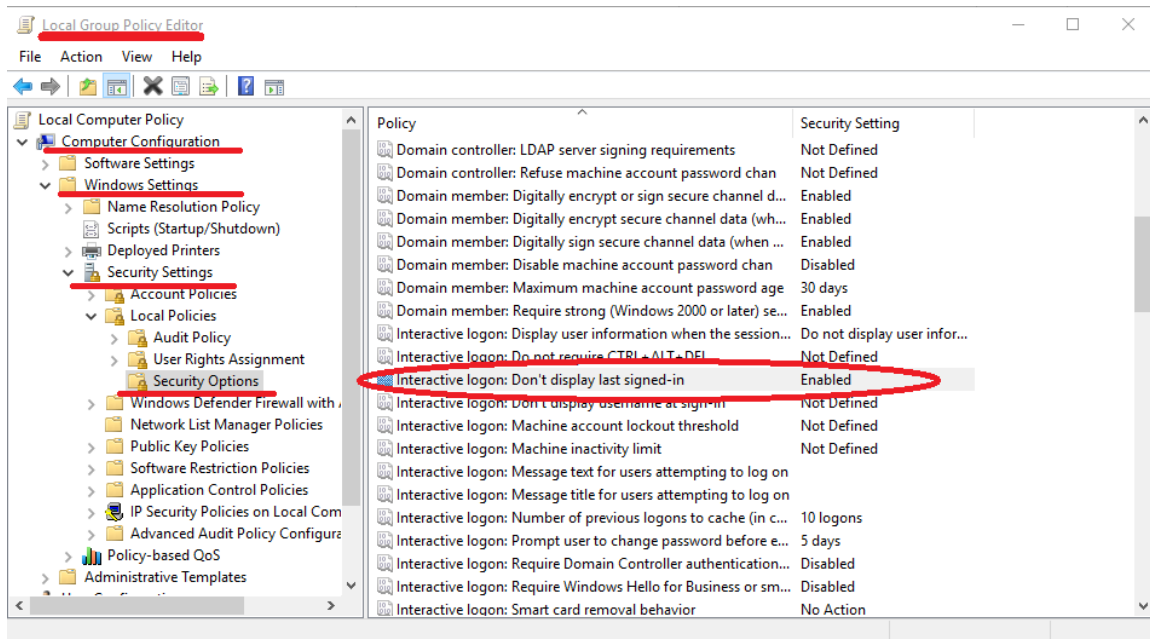 Local Group Policy Editor
File Action View Help
Local Computer Policy
Computer Configuration
Software Settings
Windows Settings
Name Resolution Policy
Scripts (Startup/Shutdown)
Deployed Printers
Security Settings
Account Policies
Local Policies
Audit Policy
User Rights Assignment
Security Options
Windows Defender Firewall with
Network List Manager Policies
Public Key Policies
Software Restriction Policies
Application Control Policies
IP Security Policies on Local Com
Advanced Audit Policy Configura
Policy-based QoS
Administrative Templates
Policy Security Setting
Domain controller: LDAP server signing requirements Not Defined
Domain controller: Refuse machine account password chan Not Defined
Domain member: Digitally encrypt or sign secure channel d... Enabled
Domain member: Digitally encrypt secure channel data (wh... Enabled
Domain member: Digitally sign secure channel data (when ... Enabled
Domain member: Disable machine account password chan Disabled
Domain member: Maximum machine account password age 30 days
Domain member: Require strong (Windows 2000 or later) se... Enabled
Interactive logon: Display user information when the session... Do not display user infor...
Interactive logon: Do not require CTRL+ALT+DEL Not Defined
Interactive logon: Don't display last signed-in Enabled
Interactive logon: Don't display username at sign-in Not Defined
Interactive logon: Machine account lockout threshold Not Defined
Interactive logon: Machine inactivity limit Not Defined
Interactive logon: Message text for users attempting to log on
Interactive logon: Message title for users attempting to log on
Interactive logon: Number of previous logons to cache (in c... 10 logons
Interactive logon: Prompt user to change password before e... 5 days
Interactive logon: Require Domain Controller authentication... Disabled
Interactive logon: Require Windows Hello for Business or sm... Disabled
Interactive logon: Smart card removal behavior No Action